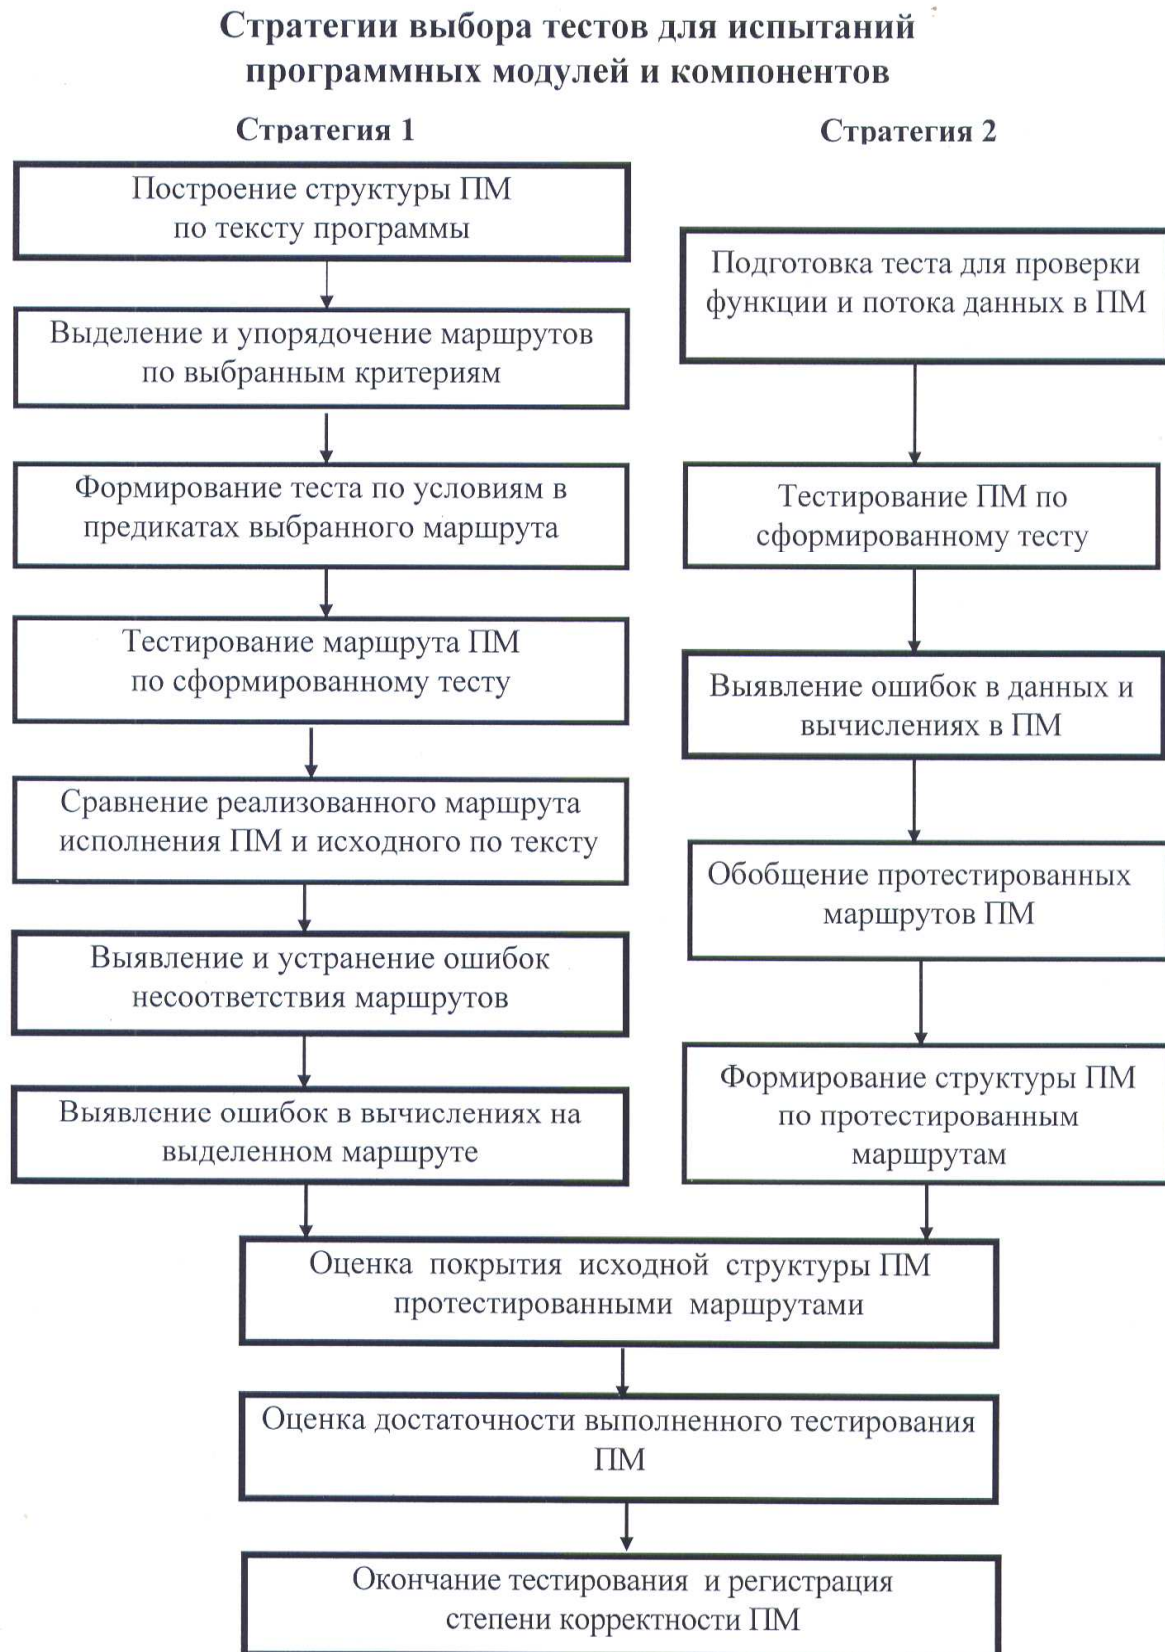 Стратегии выбора тестов для испытаний
программных модулей и компонентов
Стратегия 1
Построение структуры ПМ
по тексту программы
Выделение и упорядочение маршрутов
по выбранным критериям
Формирование теста по условиям в
предикатах выбранного маршрута
Тестирование маршрута ПМ
по сформированному тесту
Сравнение реализованного маршрута
исполнения ПМ и исходного по тексту
Выявление и устранение ошибок
несоответствия маршрутов
Выявление ошибок в вычислениях на
выделенном маршруте
Стратегия 2
Подготовка теста для проверки
функции и потока данных в ПМ
Тестирование ПМ по
сформированному тесту
Выявление ошибок в данных и
вычислениях в ПМ
Обобщение протестированных
маршрутов ПМ
Формирование структуры ПМ
по протестированным
маршрутам
Оценка покрытия исходной структуры ПМ
протестированными маршрутами
Оценка достаточности выполненного тестирования
ПМ
Окончание тестирования и регистрация
степени корректности ПМ